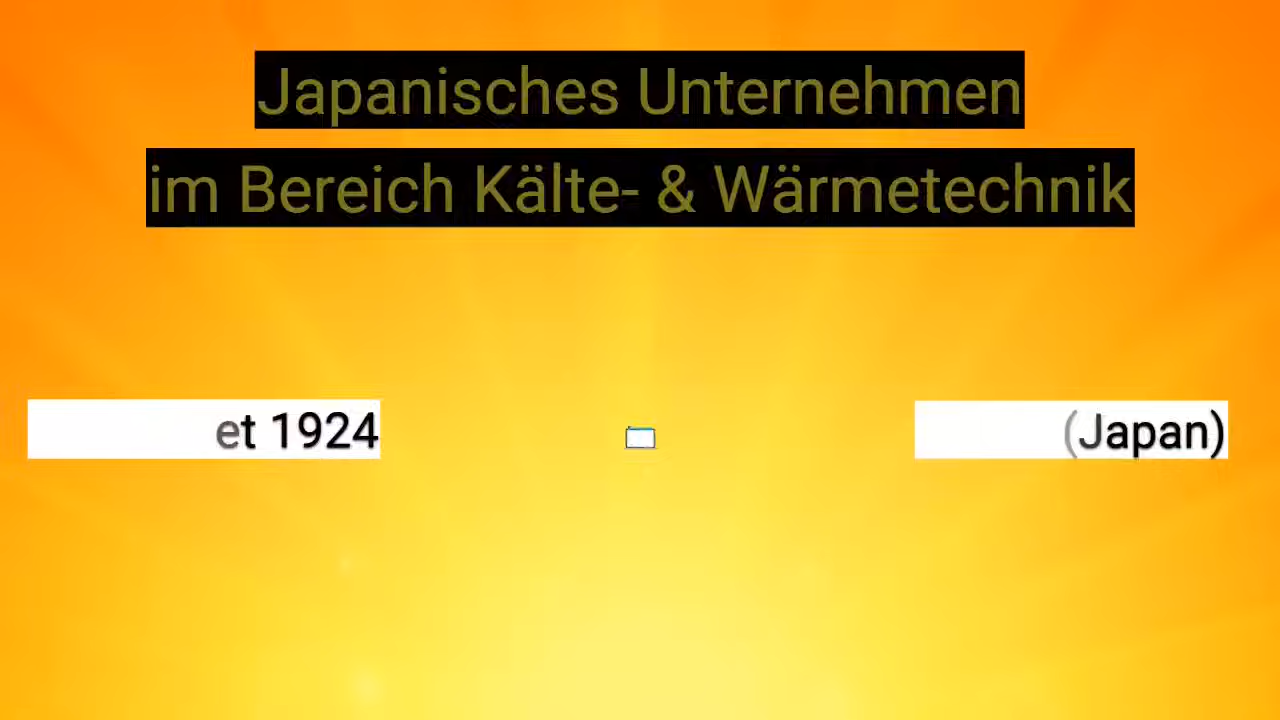 Japanisches Unternehmen
im Bereich Kälte- & Wärmetechnik
et 1924
(Japan)